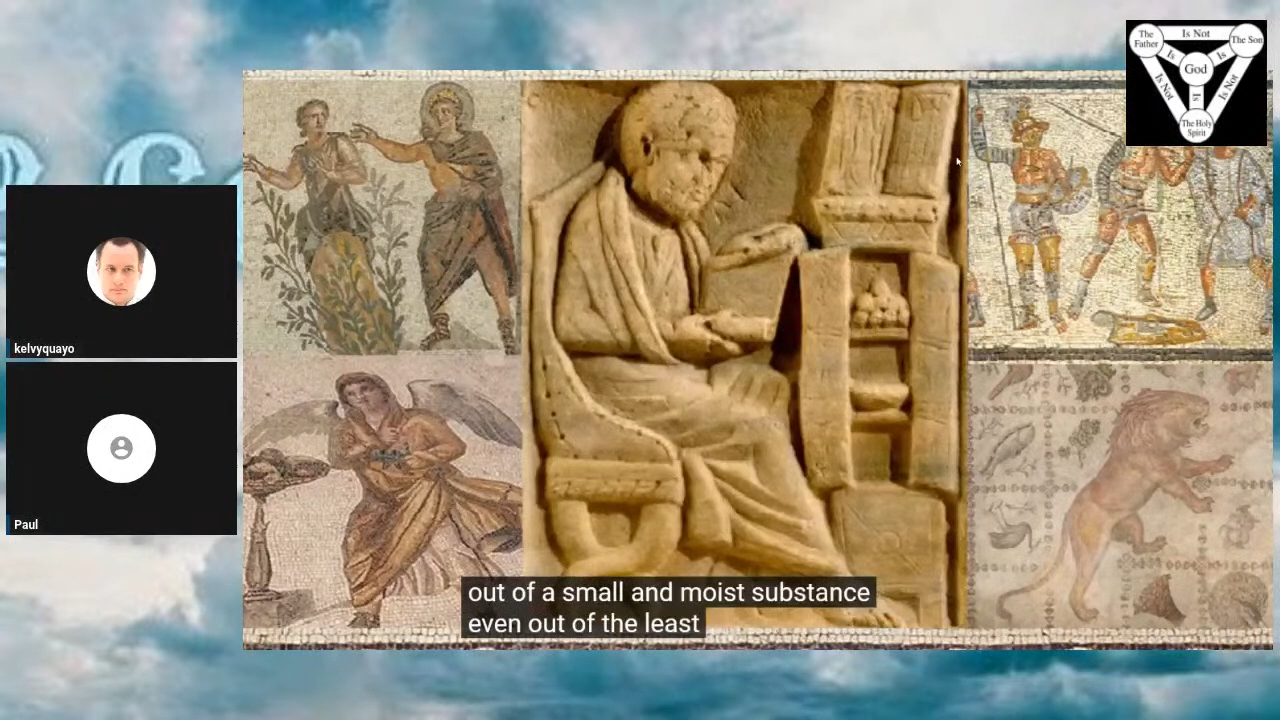 The
Father
Is Not
The Son
Is
Is
God
Is Not
Is
Is Not
The Holy
Spirit
kelvyquayo
Paul
out of a small and moist substance
even out of the least